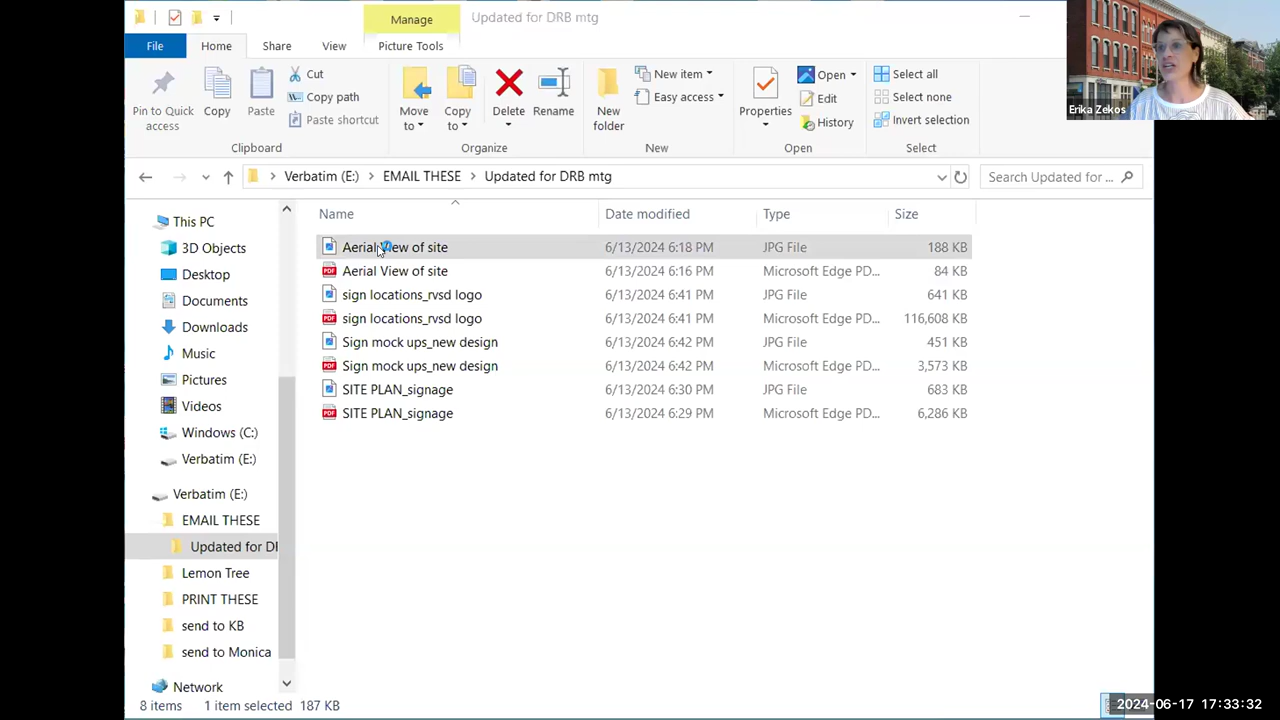 Manage
Updated for DRB mtg
File
Home
Share
View
Picture Tools
Pin to Quick
access
Copy
Paste
Cut
Copy path
Paste shortcut
Clipboard
Move
to
Copy
to
Delete
Rename
Organize
New
folder
New item
Easy access
New
Properties
Open
Edit
History
Open
Select all
Select none
Invert selection
Select
Erika Zekos
Verbatim (E:)
EMAIL THESE
Updated for DRB mtg
Search Updated for ...
This PC
3D Objects
Desktop
Documents
Downloads
Music
Pictures
Videos
Windows (C:)
Verbatim (E:)
Verbatim (E:)
EMAIL THESE
Updated for DF
Lemon Tree
PRINT THESE
send to KB
send to Monica
Network
Name Date modified Type Size
Aerial View of site 6/13/2024 6:18 PM JPG File 188 KB
Aerial View of site 6/13/2024 6:16 PM Microsoft Edge PD... 84 KB
sign locations_rvsd logo 6/13/2024 6:41 PM JPG File 641 KB
sign locations_rvsd logo 6/13/2024 6:41 PM Microsoft Edge PD... 116,608 KB
Sign mock ups_new design 6/13/2024 6:42 PM JPG File 451 KB
Sign mock ups_new design 6/13/2024 6:42 PM Microsoft Edge PD... 3,573 KB
SITE PLAN_signage 6/13/2024 6:30 PM JPG File 683 KB
SITE PLAN_signage 6/13/2024 6:29 PM Microsoft Edge PD... 6,286 KB
8 items 1 item selected 187 KB
2024-06-17 17:33:32